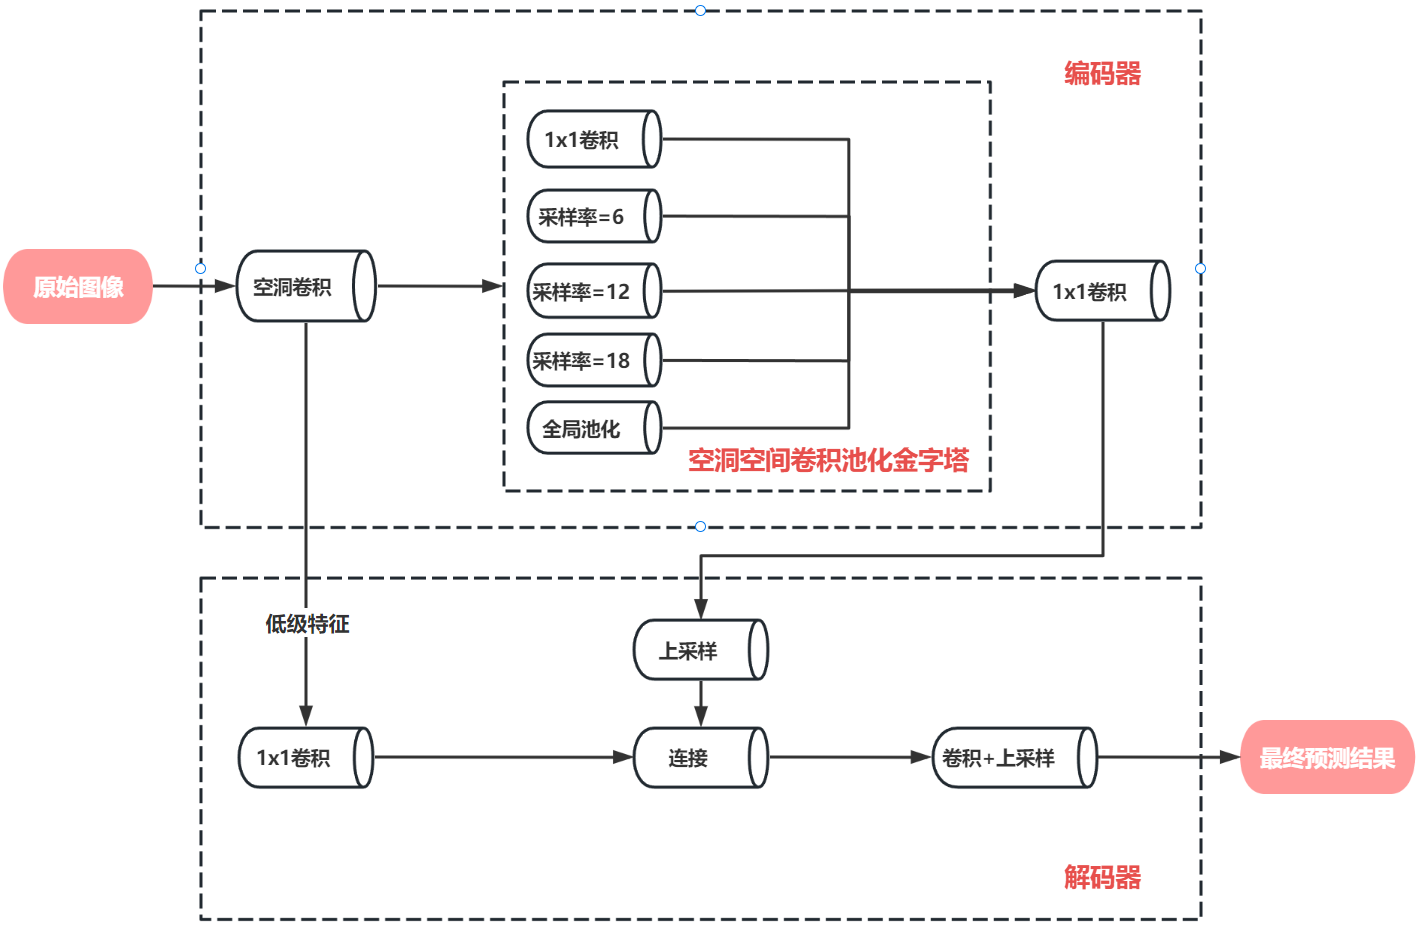 编码器
1x1卷积
采样率=6
原始图像
空洞卷积
采样率=12
1x1卷积
采样率=18
全局池化
空洞空间卷积池化金字塔
低级特征
上采样
1x1卷积
连接
卷积+上采样
最终预测结果
解码器